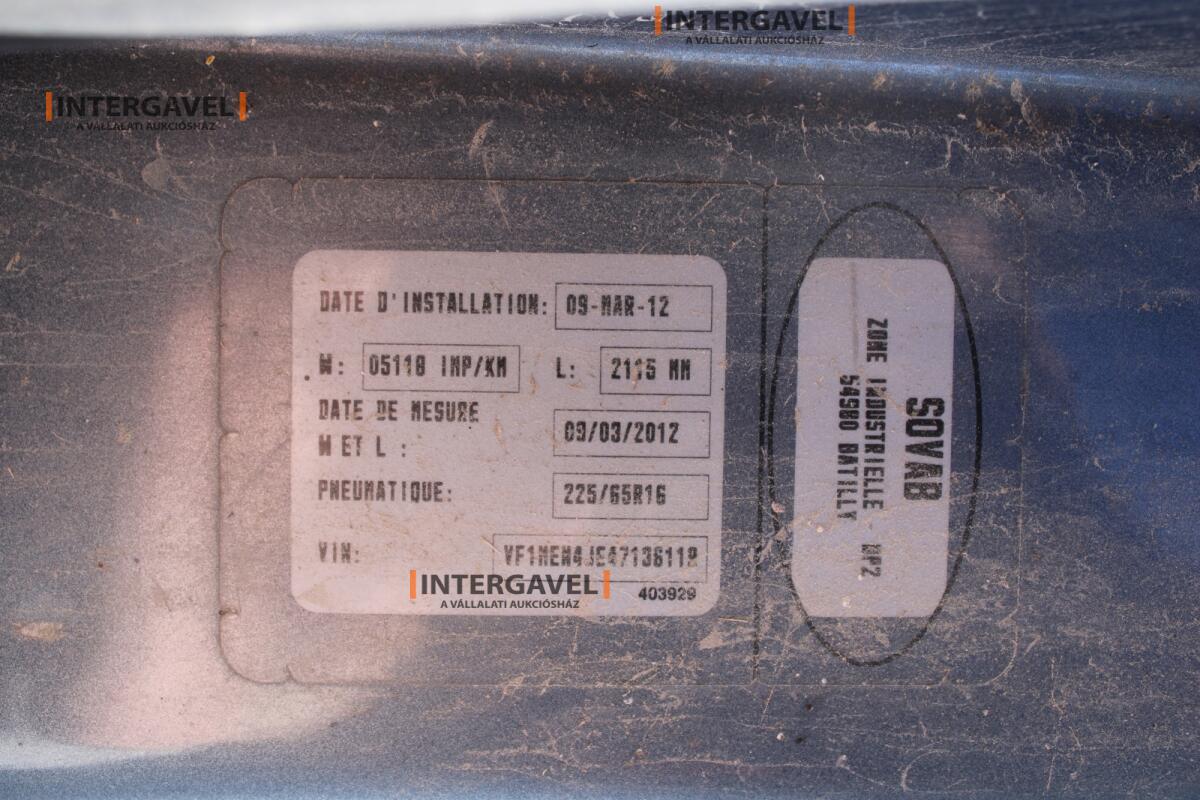 INTERGAVEL
A VÁLLALATI AUKCIÓSHÁZ
INTERGAVEL
A VÁLLALATI AUKCIÓSHÁZ
DATE D'INSTALLATION: 09-MAR-12
W: 05118 IMP/KM L: 2115 MM
DATE DE MESURE
W ET L : 09/03/2012
PNEUMATIQUE: 225/65R16
VIN:
INTERGAVEL
A VÁLLALATI AUKCIÓSHÁZ
403929
SOVAB
ZONE INDUSTRIELLE NP2
54980 BATILLY